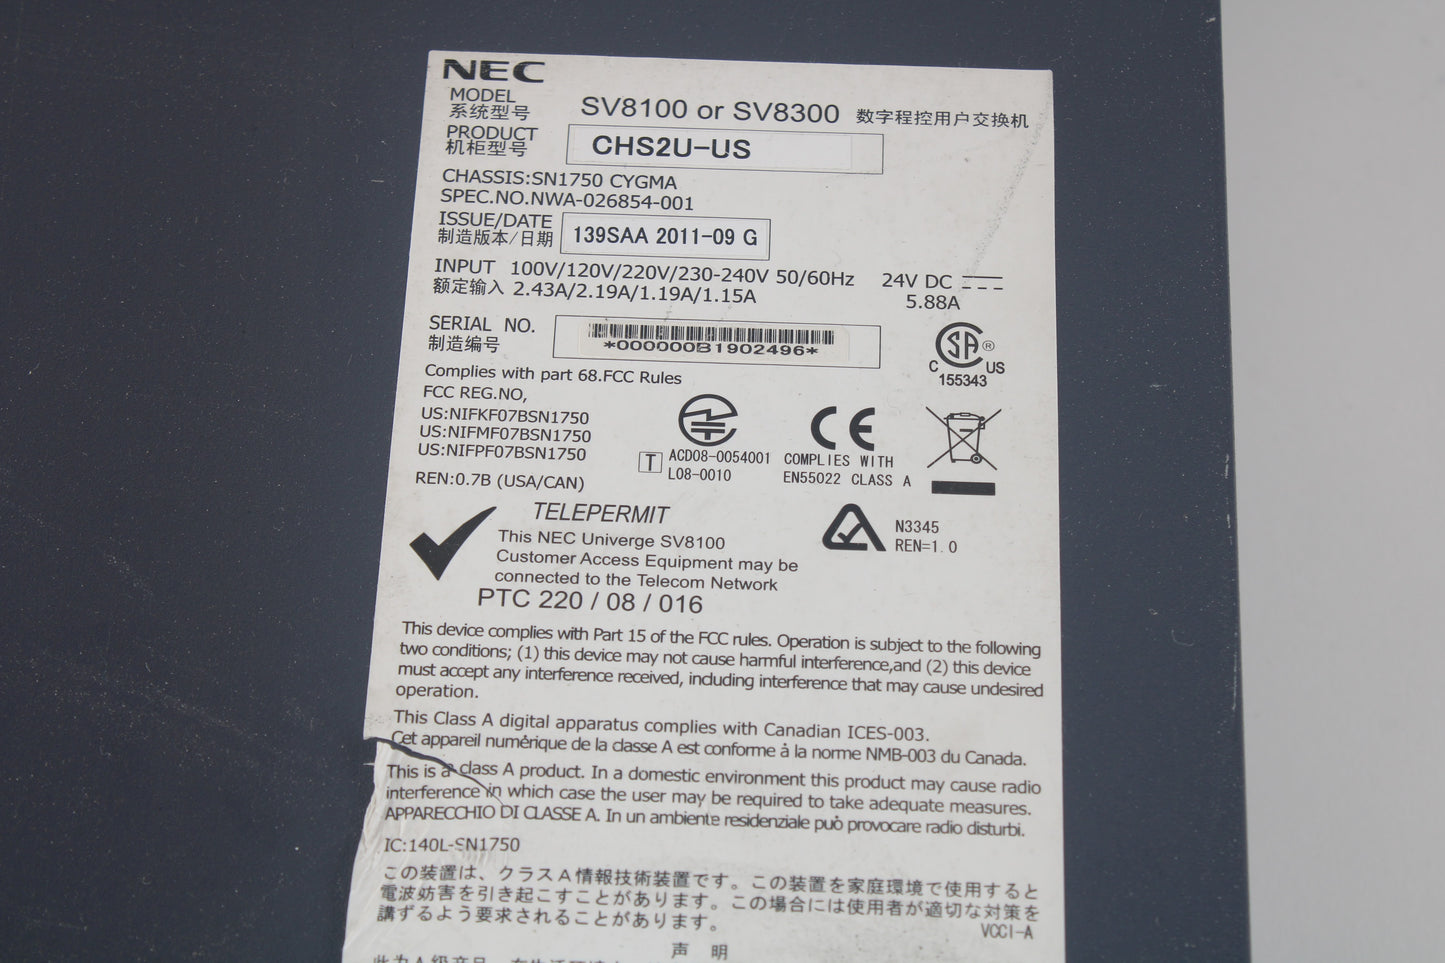 NEC
MODEL
系统型号
SV8100 or SV8300 数字程控用户交换机
PRODUCT
机柜型号
CHS2U-US
CHASSIS:SN1750 CYGMA
SPEC.NO.NWA-026854-001
ISSUE/DATE
制造版本/日期
139SAA 2011-09 G
INPUT 100V/120V/220V/230-240V 50/60Hz 24V DC
额定输入 2.43A/2.19A/1.19A/1.15A 5.88A
SERIAL NO.
制造编号
*000000B1902496*
C SA ® US
155343
Complies with part 68.FCC Rules
FCC REG.NO,
US:NIFKF07BSN1750
US:NIFMF07BSN1750
US:NIFPF07BSN1750
REN:0.7B (USA/CAN)
T ACD08-0054001
L08-0010
CE
COMPLIES WITH
EN55022 CLASS A
TELEPERMIT
This NEC Univerge SV8100
Customer Access Equipment may be
connected to the Telecom Network
PTC 220 / 08 / 016
N3345
REN=1.0
This device complies with Part 15 of the FCC rules. Operation is subject to the following
two conditions; (1) this device may not cause harmful interference,and (2) this device
must accept any interference received, including interference that may cause undesired
operation.
This Class A digital apparatus complies with Canadian ICES-003.
Cet appareil numérique de la classe A est conforme à la norme NMB-003 du Canada.
This is a class A product. In a domestic environment this product may cause radio
interference in which case the user may be required to take adequate measures.
APPARECCHIO DI CLASSE A. In un ambiente residenziale può provocare radio disturbi.
IC:140L-SN1750
この装置は、クラスA情報技術装置です。この装置を家庭環境で使用すると
電波妨害を引き起こすことがあります。この場合には使用者が適切な対策を
講ずるよう要求されることがあります。
VCCI-A
声 明
此为A级产品，在生活环境